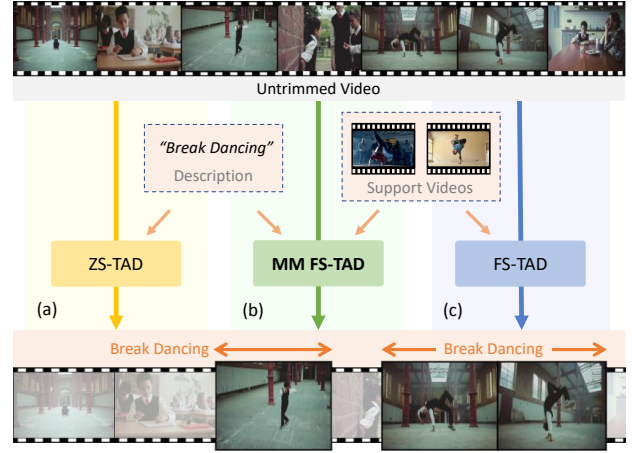 Untrimmed Video
“Break Dancing”
Description
Support Videos
ZS-TAD
MM FS-TAD
FS-TAD
(a)
(b)
(c)
Break Dancing
Break Dancing